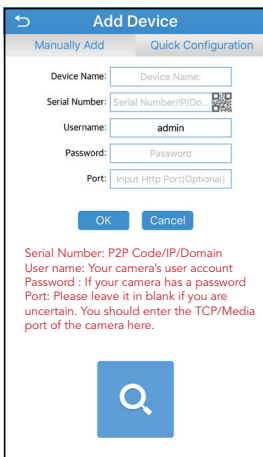 Add Device
Manually Add Quick Configuration
Device Name: Device Name:
Serial Number: Serial Number/IP/Do...
Username: admin
Password: Password
Port: Input Http Port(Optional)
OK Cancel
Serial Number: P2P Code/IP/Domain
User name: Your camera's user account
Password : If your camera has a password
Port: Please leave it in blank if you are
uncertain. You should enter the TCP/Media
port of the camera here.